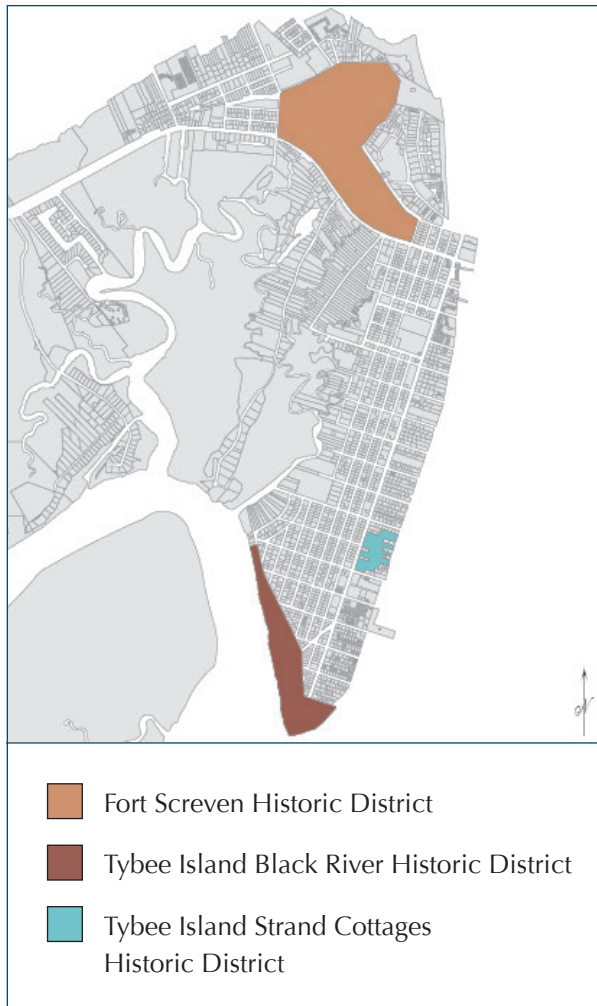 N
Fort Screven Historic District
Tybee Island Black River Historic District
Tybee Island Strand Cottages
Historic District